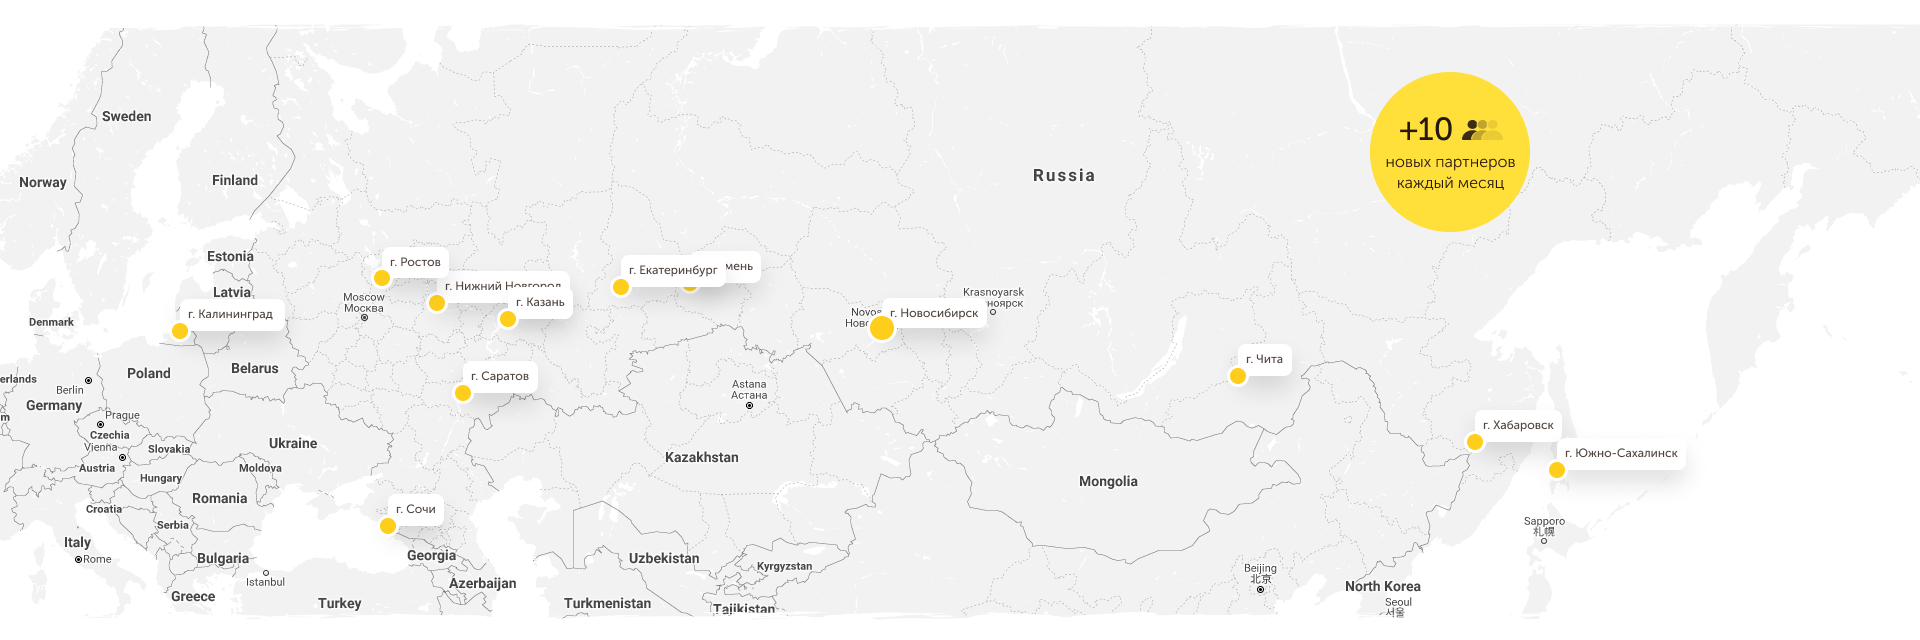 Sweden
+10
новых партнеров
каждый месяц
Russia
Norway
Finland
Estonia
г. Ростов
г. Екатеринбург
мень
г. Нижний Новгород
Latvia
Moscow
Москва
г. Казань
Krasnoyarsk
ноярск
г. Калининград
Denmark
Novos
Ново
г. Новосибирск
г. Чита
Poland
Belarus
г. Саратов
erlands
Berlin
Astana
Астана
Germany
m
Prague
Czechia
Vienna
Slovakia
Ukraine
г. Хабаровск
Austria
Moldova
Kazakhstan
г. Южно-Сахалинск
Hungary
Mongolia
Romania
Croatia
г. Сочи
Serbia
Sapporo
札幌
Italy
Rome
Bulgaria
Georgia
Uzbekistan
Kyrgyzstan
Beijing
北京
Istanbul
Azerbaijan
North Korea
Greece
Turkey
Turkmenistan
Tajikistan
Seoul
서울